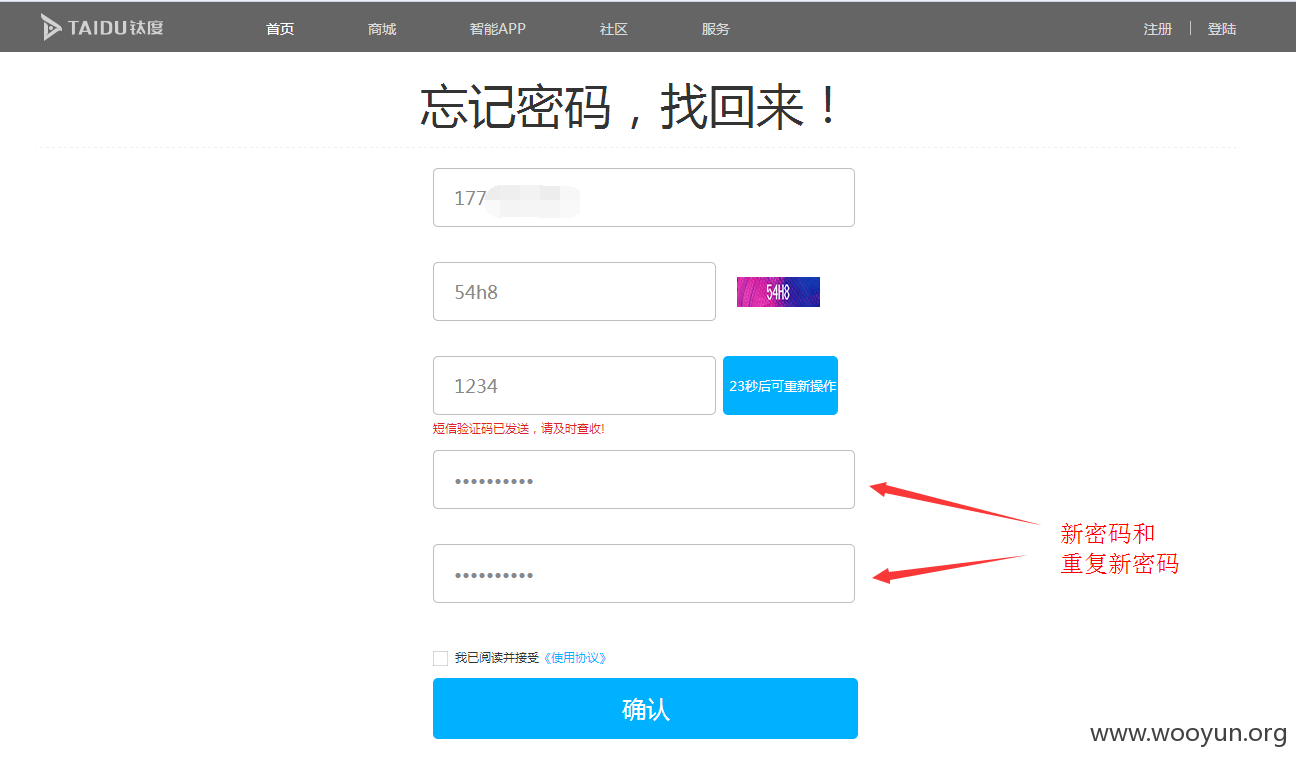 TAIDU钛度 首页 商城 智能APP 社区 服务 注册 登陆
忘记密码，找回来！
177
54h8 54H8
1234 23秒后可重新操作
短信验证码已发送，请及时查收!
••••••••••
新密码和
重复新密码
••••••••••
我已阅读并接受《使用协议》
确认
www.wooyun.org